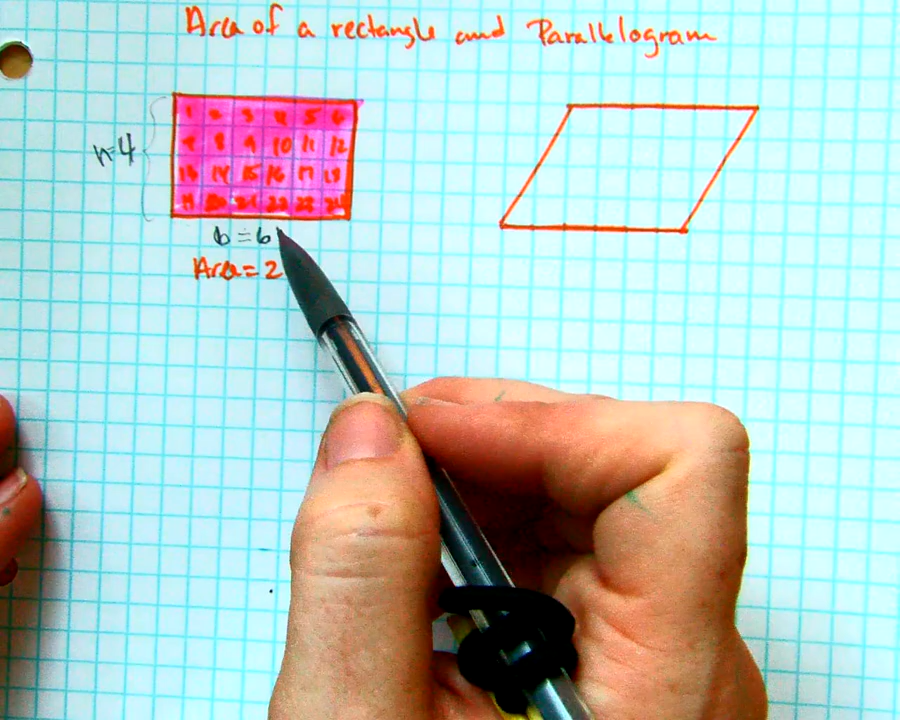 Area of a rectangle and Parallelogram
1 2 3 4 5 6
7 8 9 10 11 12
13 14 15 16 17 18
19 20 21 22 23 24
h=4
b=6
Area=2